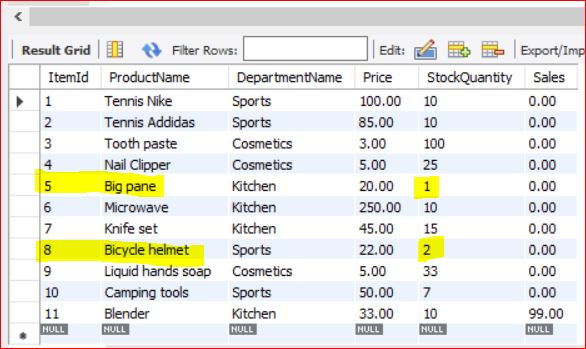 Result Grid Filter Rows: Edit: Export/Imp
ItemId ProductName DepartmentName Price StockQuantity Sales
1 Tennis Nike Sports 100.00 10 0.00
2 Tennis Addidas Sports 85.00 10 0.00
3 Tooth paste Cosmetics 3.00 100 0.00
4 Nail Clipper Cosmetics 5.00 25 0.00
5 Big pane Kitchen 20.00 1 0.00
6 Microwave Kitchen 250.00 10 0.00
7 Knife set Kitchen 45.00 15 0.00
8 Bicycle helmet Sports 22.00 2 0.00
9 Liquid hands soap Cosmetics 5.00 33 0.00
10 Camping tools Sports 50.00 7 0.00
11 Blender Kitchen 33.00 10 99.00
NULL NULL NULL NULL NULL NULL